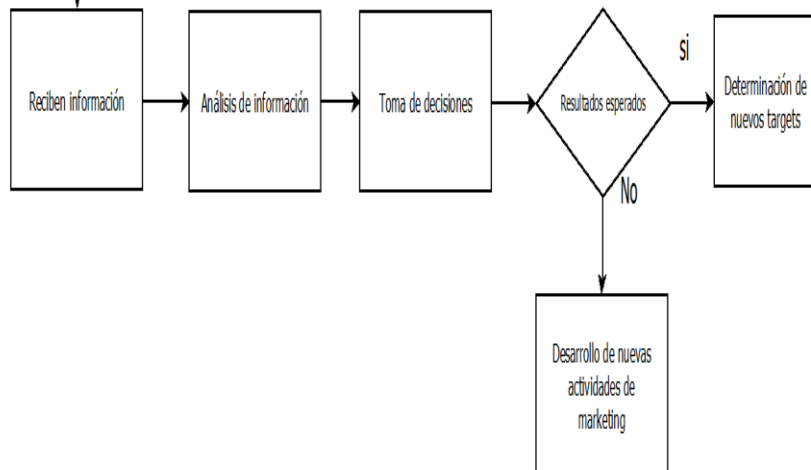 Reciben información
Análisis de información
Toma de decisiones
Resultados esperados
si
Determinación de
nuevos targets
No
Desarrollo de nuevas
actividades de
marketing